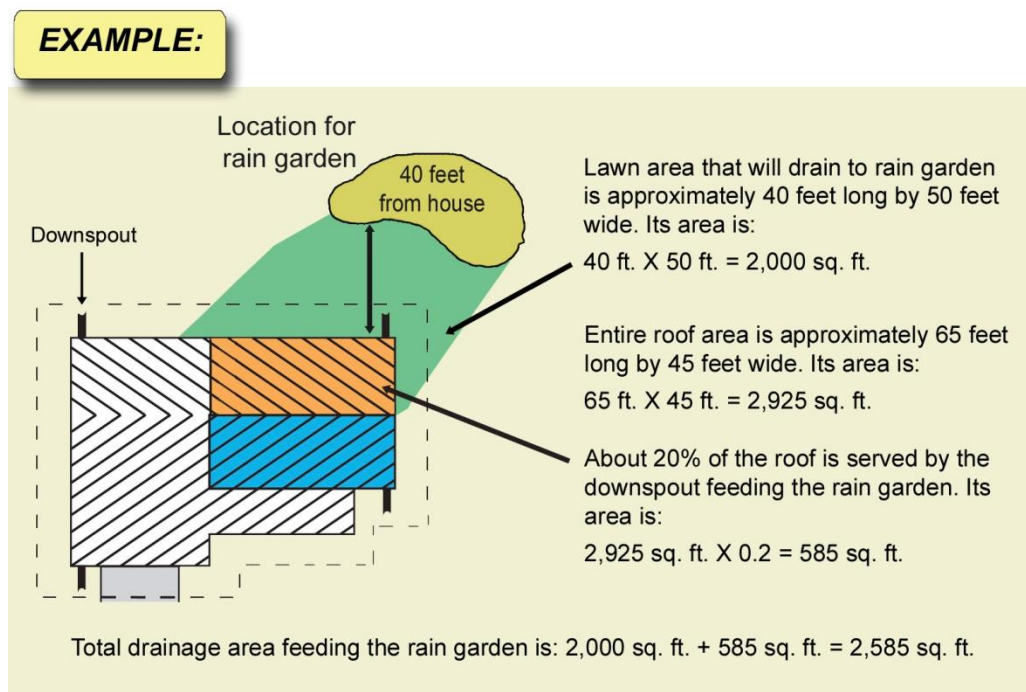 EXAMPLE:
Location for
rain garden
40 feet
from house
Downspout
Lawn area that will drain to rain garden
is approximately 40 feet long by 50 feet
wide. Its area is:
40 ft. X 50 ft. = 2,000 sq. ft.
Entire roof area is approximately 65 feet
long by 45 feet wide. Its area is:
65 ft. X 45 ft. = 2,925 sq. ft.
About 20% of the roof is served by the
downspout feeding the rain garden. Its
area is:
2,925 sq. ft. X 0.2 = 585 sq. ft.
Total drainage area feeding the rain garden is: 2,000 sq. ft. + 585 sq. ft. = 2,585 sq. ft.